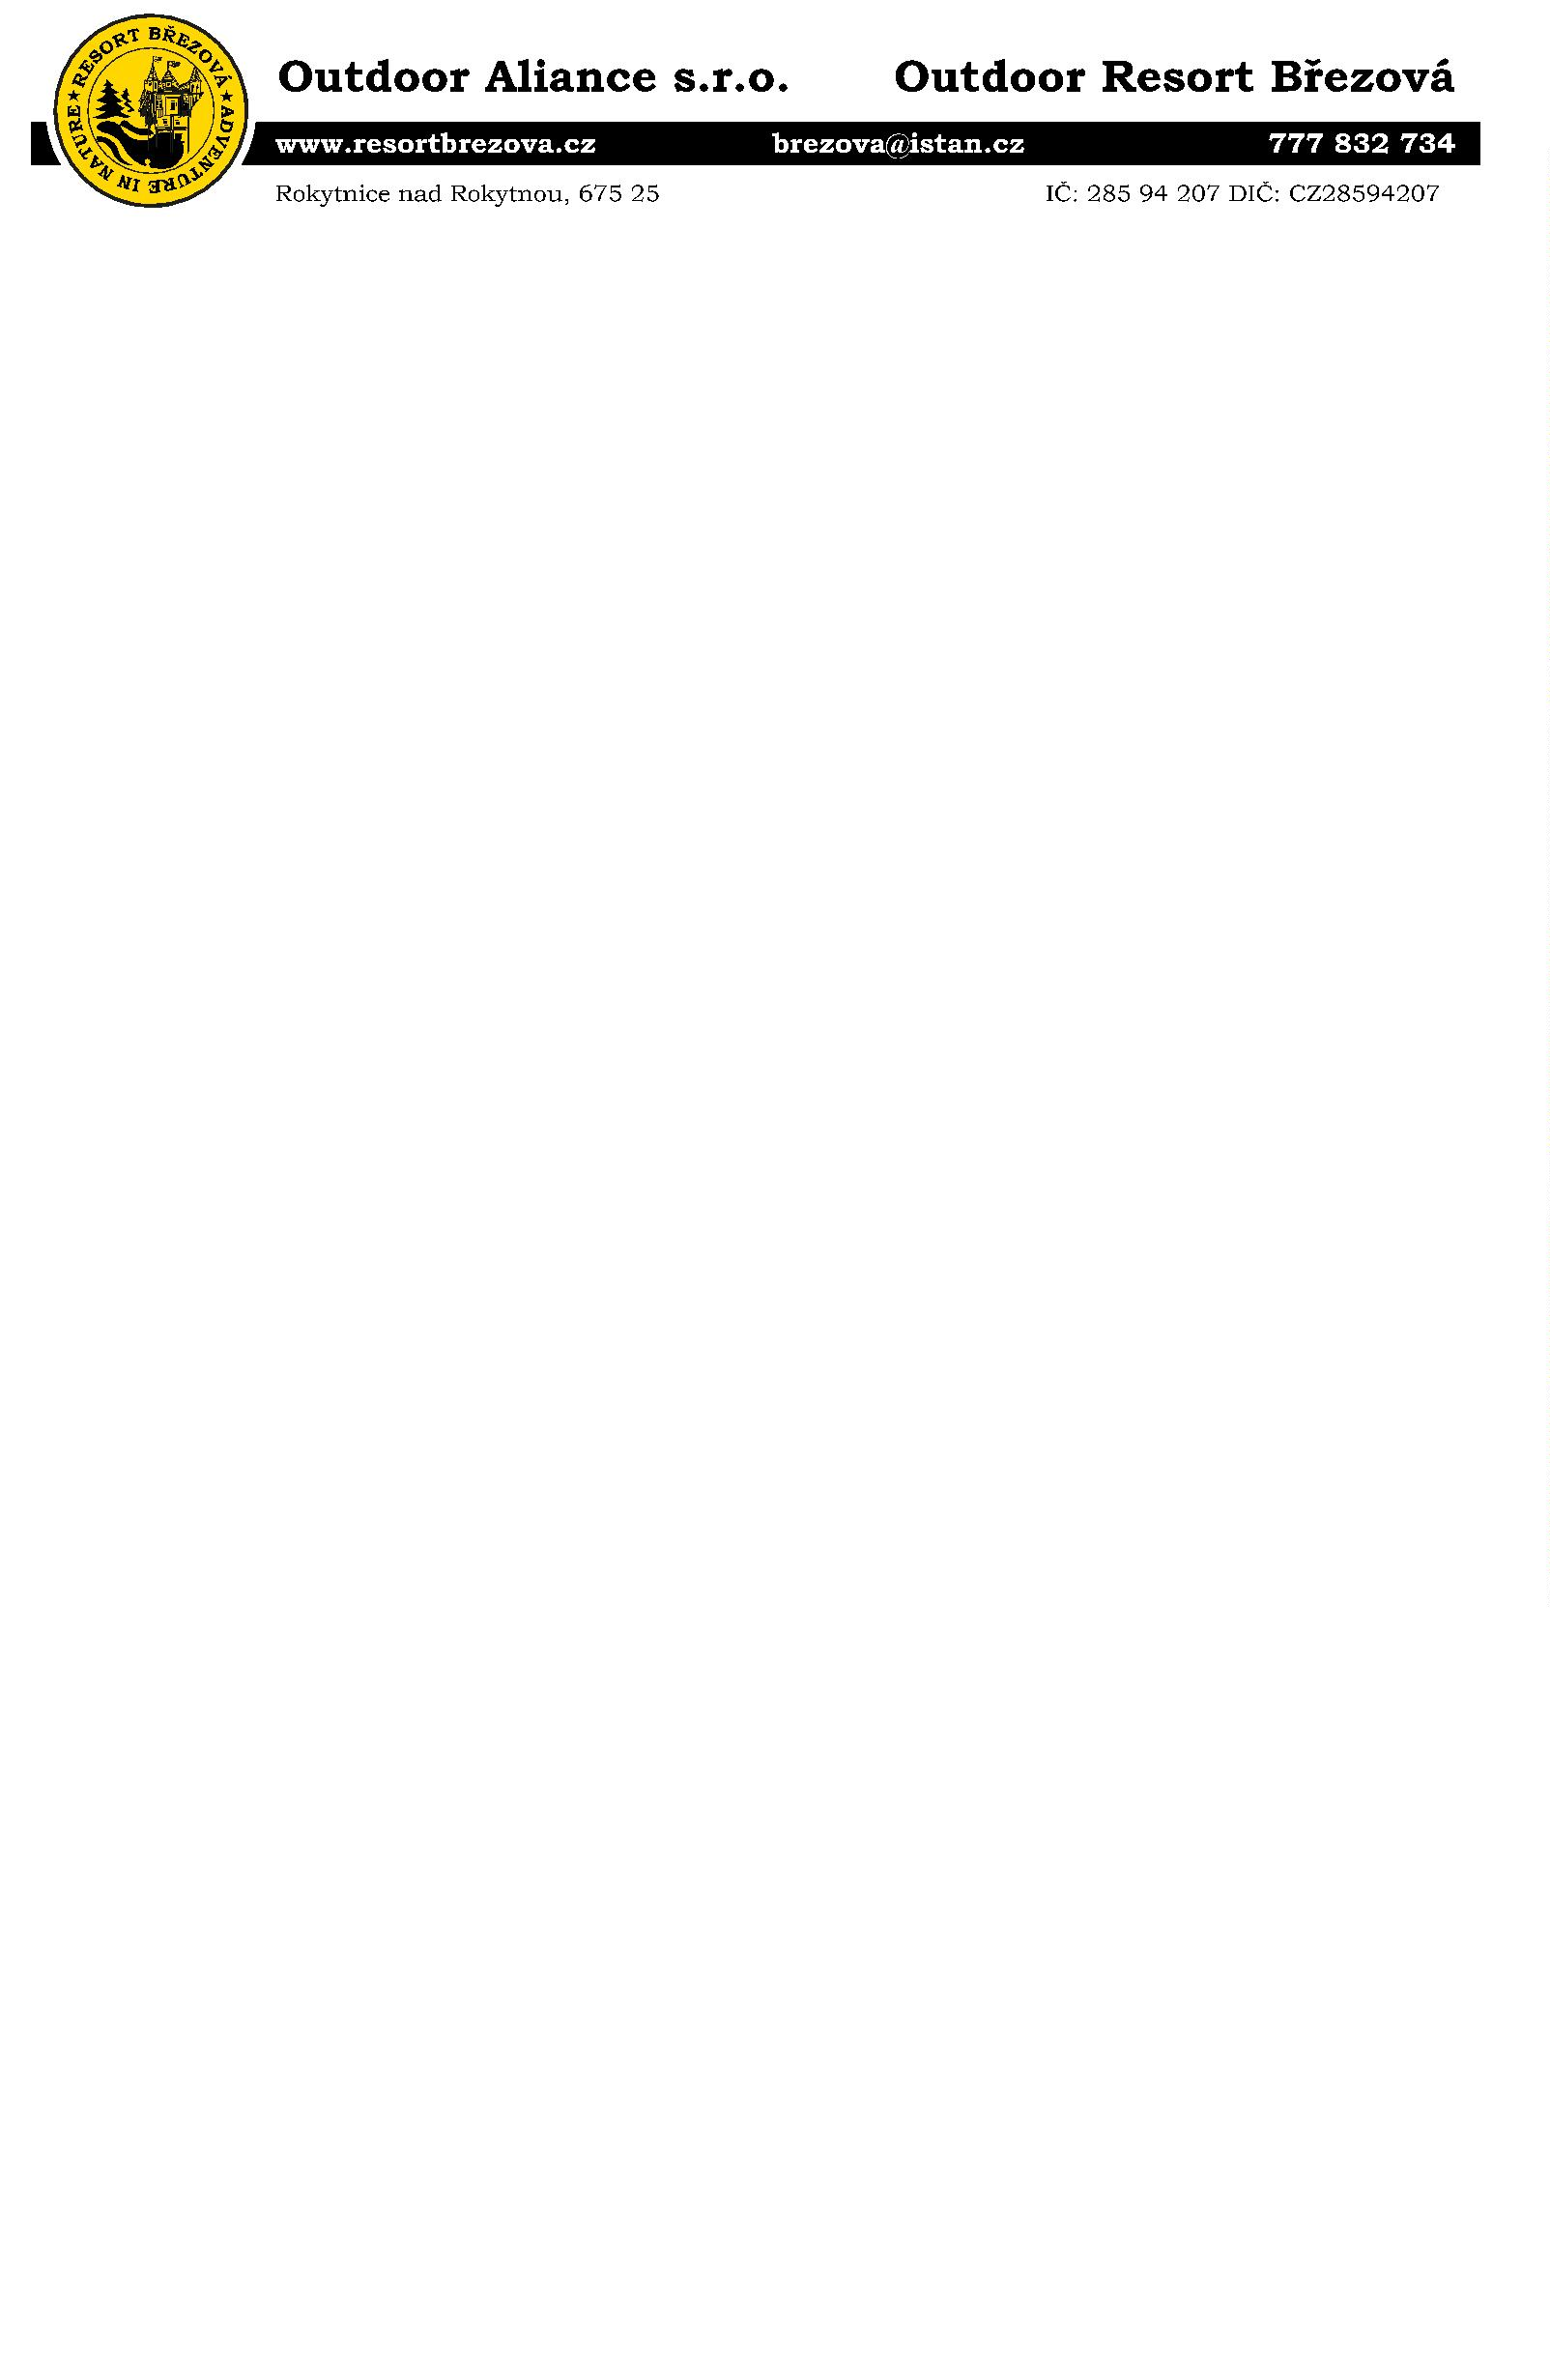 RESORT BŘEZOVÁ ★ ADVENTURE IN NATURE ★
Outdoor Aliance s.r.o. Outdoor Resort Březová
www.resortbrezova.cz brezova@istan.cz 777 832 734
Rokytnice nad Rokytnou, 675 25 IČ: 285 94 207 DIČ: CZ28594207